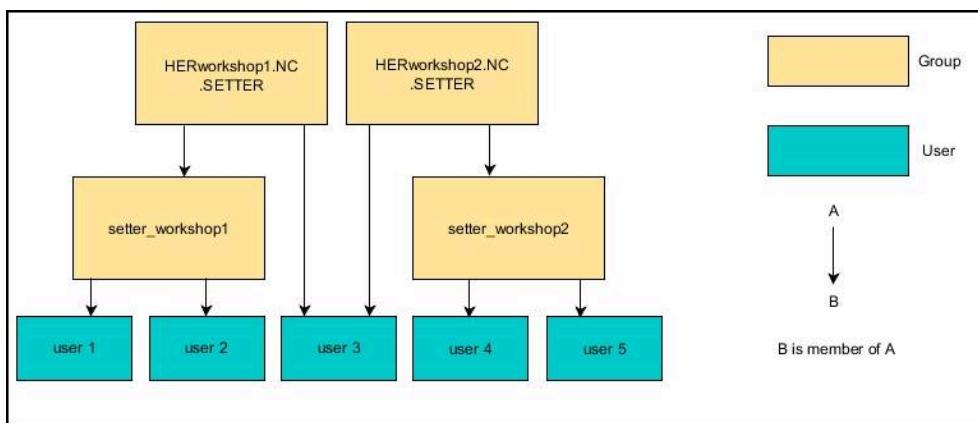 HERworkshop1.NC
.SETTER
HERworkshop2.NC
.SETTER
Group
User
setter_workshop1
setter_workshop2
A
B
user 1
user 2
user 3
user 4
user 5
B is member of A